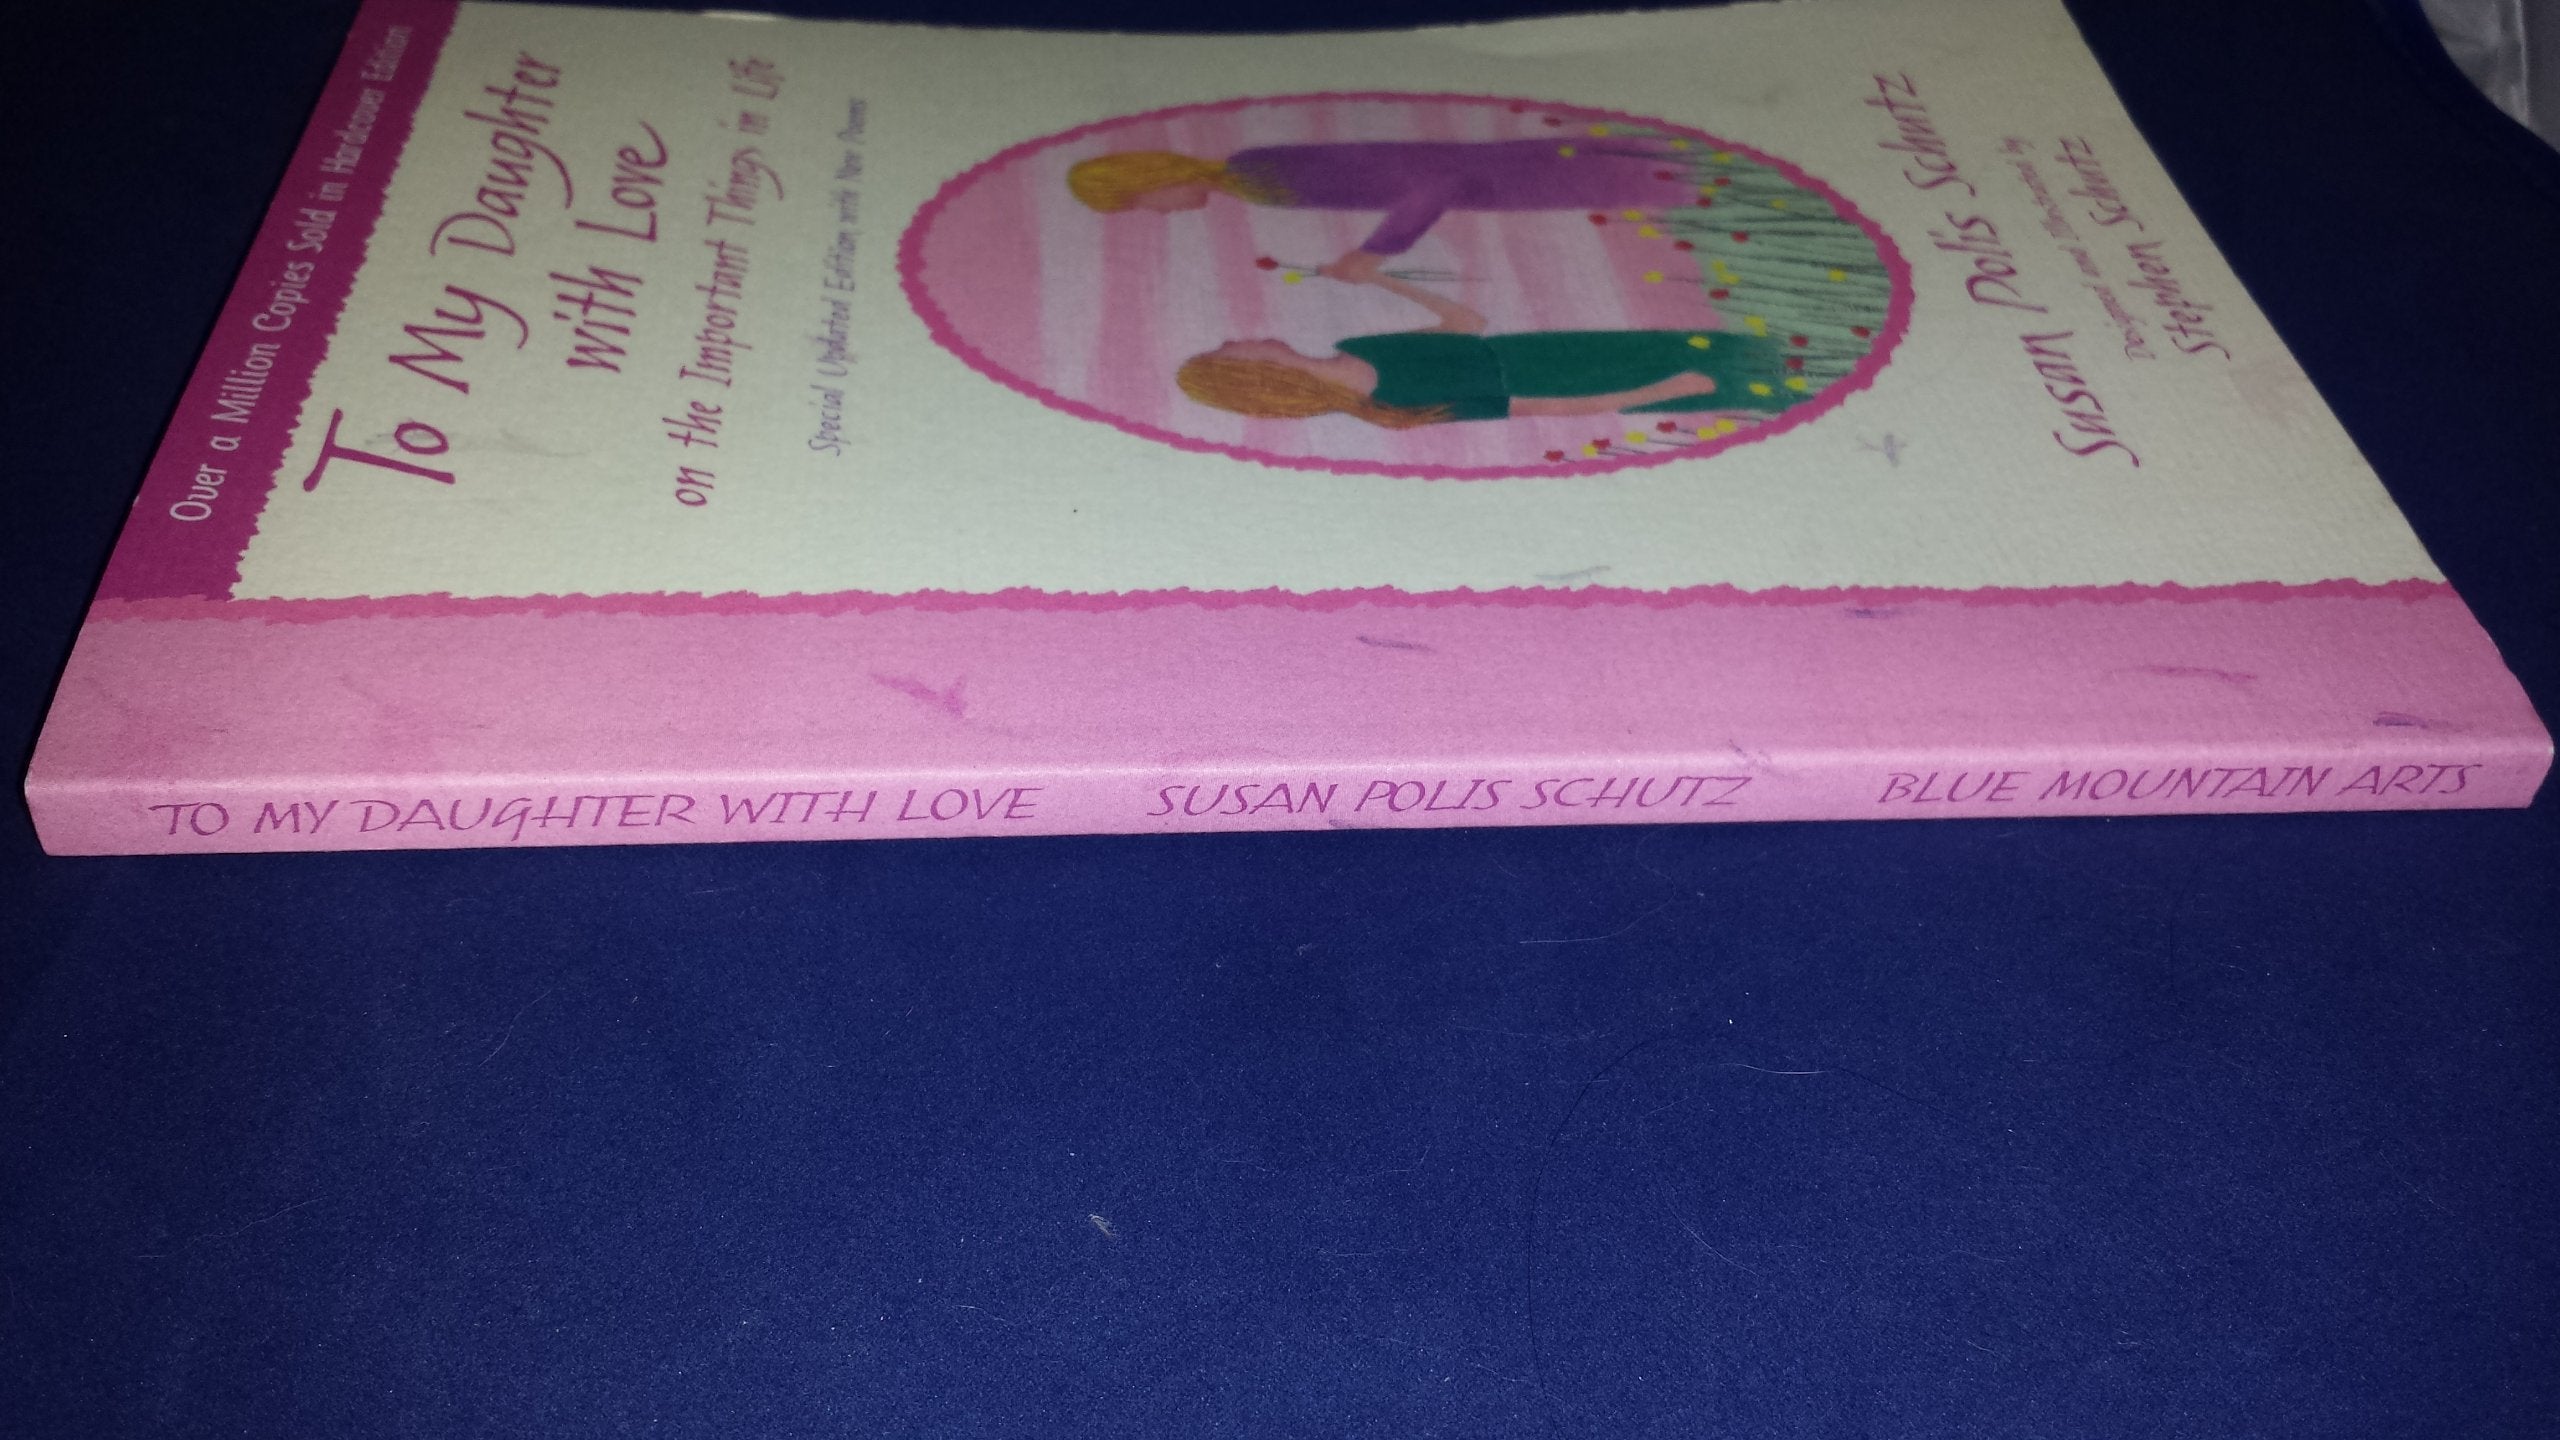 Over a Million Copies Sold in Hardcover Edition
To My Daughter
with Love
on the Important Things in Life
Special Updated Edition with New Poems
Susan Polis Schutz
Designed and Illustrated by
Stephen Schutz
TO MY DAUGHTER WITH LOVE SUSAN POLIS SCHUTZ BLUE MOUNTAIN ARTS